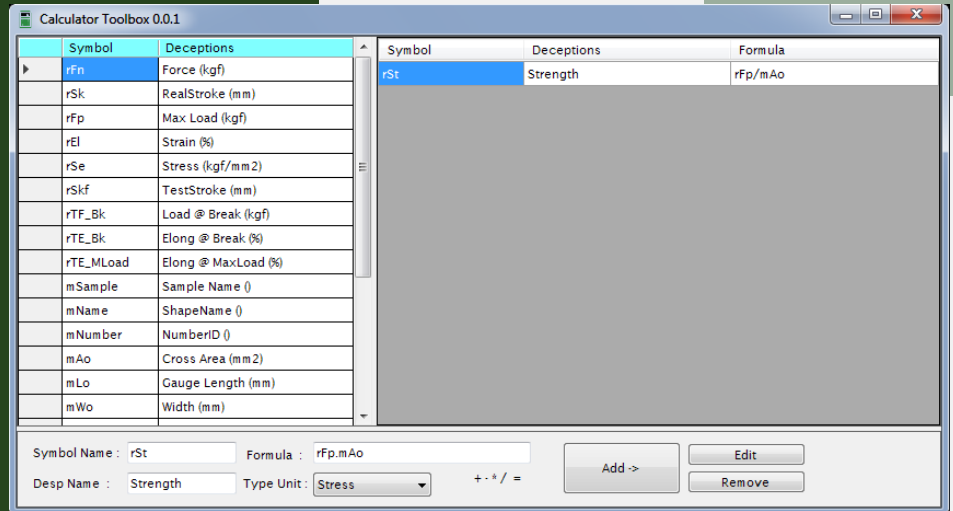 Calculator Toolbox 0.0.1
Symbol Deceptions
rFn Force (kgf)
rSk RealStroke (mm)
rFp Max Load (kgf)
rEl Strain (%)
rSe Stress (kgf/mm2)
rSkf TestStroke (mm)
rTF_Bk Load @ Break (kgf)
rTE_Bk Elong @ Break (%)
rTE_MLoad Elong @ MaxLoad (%)
mSample Sample Name ()
mName ShapeName ()
mNumber NumberID ()
mAo Cross Area (mm2)
mLo Gauge Length (mm)
mWo Width (mm)
Symbol Deceptions Formula
rSt Strength rFp/mAo
Symbol Name : rSt Formula : rFp.mAo
Desp Name : Strength Type Unit : Stress
+ - * / =
Add ->
Edit
Remove